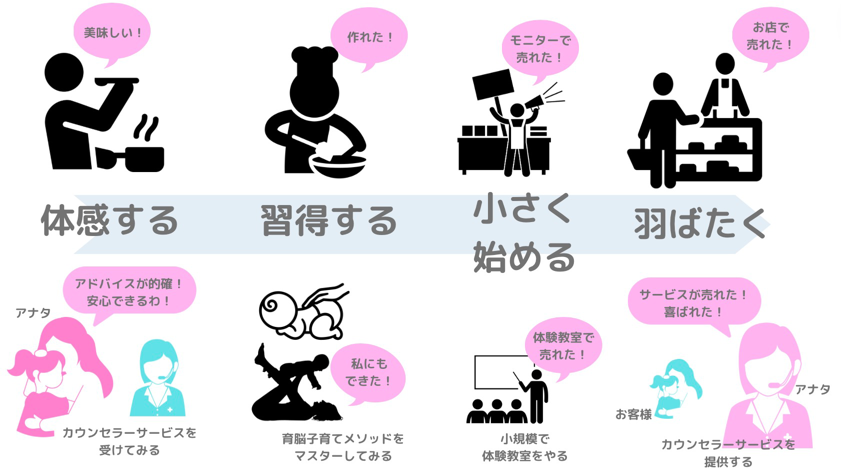 美味しい！
作れた！
モニターで
売れた！
お店で
売れた！
体感する
習得する
小さく
始める
羽ばたく
アドバイスが的確！
安心できるわ！
アナタ
カウンセラーサービスを
受けてみる
私にも
できた！
育脳子育てメソッドを
マスターしてみる
体験教室で
売れた！
小規模で
体験教室をやる
サービスが売れた！
喜ばれた！
アナタ
お客様
カウンセラーサービスを
提供する